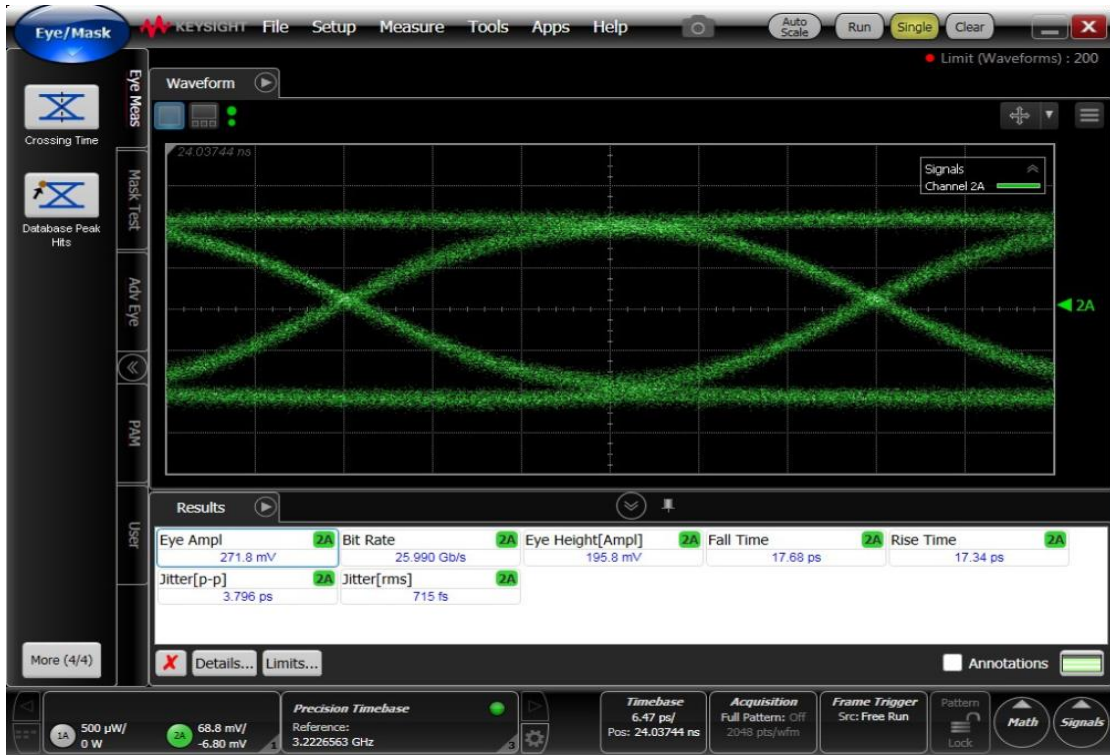 Eye/Mask
KEYSIGHT File Setup Measure Tools Apps Help
Auto Scale
Run
Single
Clear
Limit (Waveforms) : 200
Crossing Time
Database Peak
Hits
More (4/4)
Eye Meas
Mask Test
Adv Eye
PAM
User
Waveform
24.03744 ns
Signals
Channel 2A
2A
Results
Eye Ampl 2A Bit Rate 2A Eye Height[Ampl] 2A Fall Time 2A Rise Time 2A
271.8 mV 25.990 Gb/s 195.8 mV 17.68 ps 17.34 ps
Jitter[p-p] 2A Jitter[rms] 2A
3.796 ps 715 fs
Details... Limits...
Annotations
1A 500 µW/
0 W
2A 68.8 mV/
-6.80 mV
1
Precision Timebase
Reference:
3.2226563 GHz
3
Timebase
6.47 ps/
Pos: 24.03744 ns
Acquisition
Full Pattern: Off
2048 pts/wfm
Frame Trigger
Src: Free Run
Pattern
Lock
Math
Signals